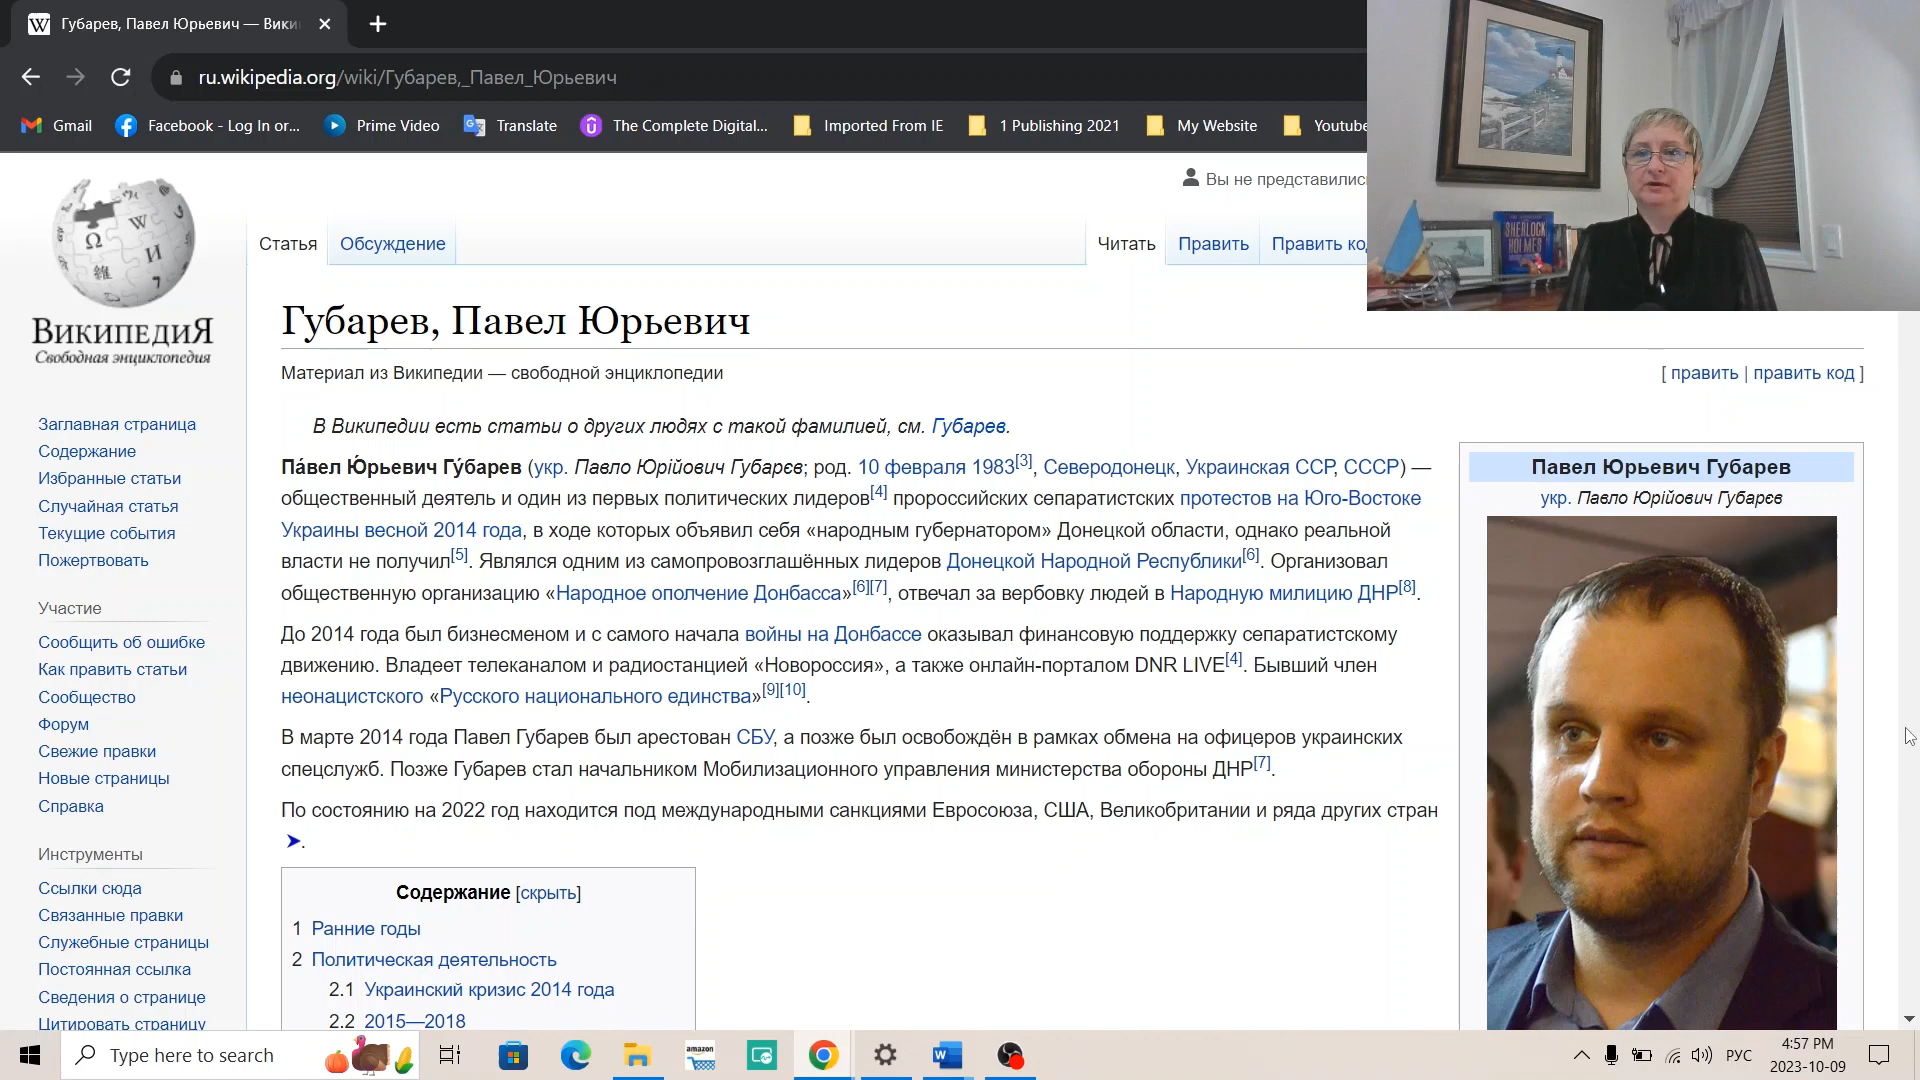 Губарев, Павел Юрьевич — Вики
ru.wikipedia.org/wiki/Губарев,_Павел_Юрьевич
Gmail
Facebook - Log In or...
Prime Video
Translate
The Complete Digital...
Imported From IE
1 Publishing 2021
My Website
Youtube
SHERLOCK
HOLMES
ВИКИПЕДИЯ
Свободная энциклопедия
Вы не представились
Статья
Обсуждение
Читать
Править
Править код
Губарев, Павел Юрьевич
Материал из Википедии — свободной энциклопедии
[ править | править код ]
В Википедии есть статьи о других людях с такой фамилией, см. Губарев.
Па́вел Ю́рьевич Гу́барев (укр. Павло Юрійович Губарєв; род. 10 февраля 1983[3], Северодонецк, Украинская ССР, СССР) —
общественный деятель и один из первых политических лидеров[4] пророссийских сепаратистских протестов на Юго-Востоке
Украины весной 2014 года, в ходе которых объявил себя «народным губернатором» Донецкой области, однако реальной
власти не получил[5]. Являлся одним из самопровозглашённых лидеров Донецкой Народной Республики[6]. Организовал
общественную организацию «Народное ополчение Донбасса»[6][7], отвечал за вербовку людей в Народную милицию ДНР[8].
До 2014 года был бизнесменом и с самого начала войны на Донбассе оказывал финансовую поддержку сепаратистскому
движению. Владеет телеканалом и радиостанцией «Новороссия», а также онлайн-порталом DNR LIVE[4]. Бывший член
неонацистского «Русского национального единства»[9][10].
В марте 2014 года Павел Губарев был арестован СБУ, а позже был освобождён в рамках обмена на офицеров украинских
спецслужб. Позже Губарев стал начальником Мобилизационного управления министерства обороны ДНР[7].
По состоянию на 2022 год находится под международными санкциями Евросоюза, США, Великобритании и ряда других стран
➤.
Содержание [скрыть]
1 Ранние годы
2 Политическая деятельность
2.1 Украинский кризис 2014 года
2.2 2015—2018
Павел Юрьевич Губарев
укр. Павло Юрійович Губарєв
Заглавная страница
Содержание
Избранные статьи
Случайная статья
Текущие события
Пожертвовать
Участие
Сообщить об ошибке
Как править статьи
Сообщество
Форум
Свежие правки
Новые страницы
Справка
Инструменты
Ссылки сюда
Связанные правки
Служебные страницы
Постоянная ссылка
Сведения о странице
Цитировать страницу
Type here to search
amazon
РУС
4:57 PM
2023-10-09